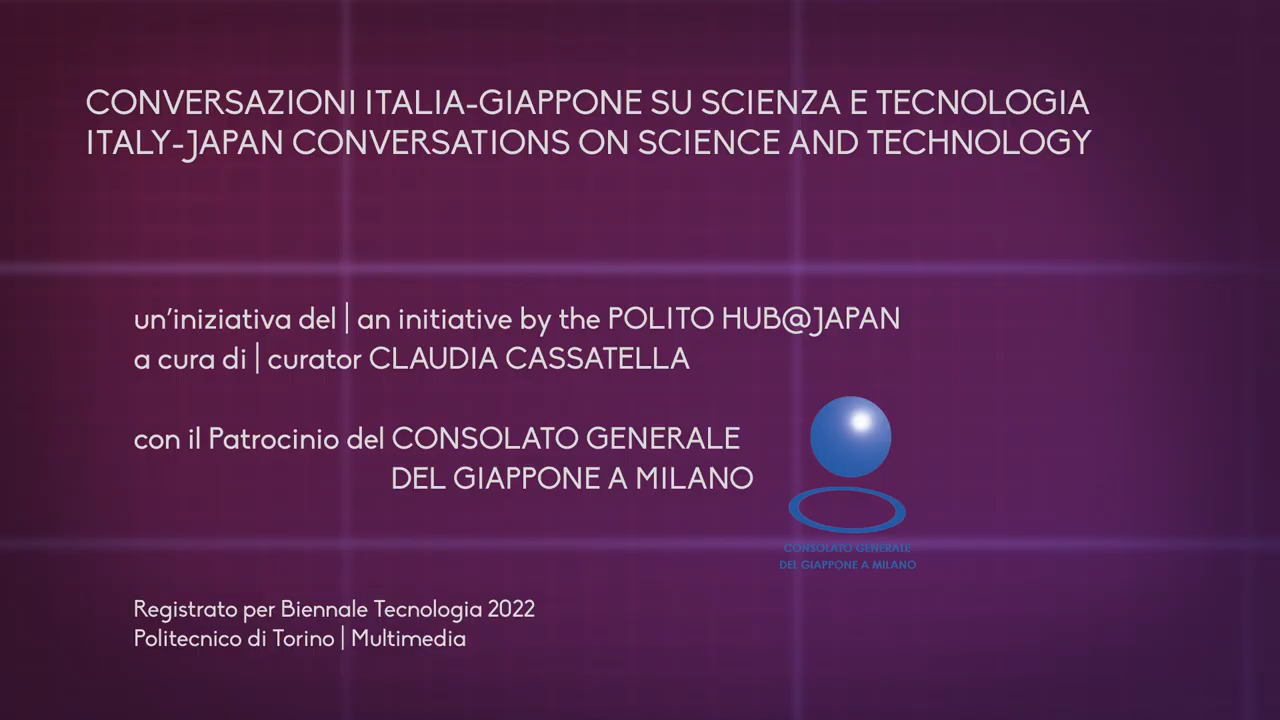 CONVERSAZIONI ITALIA-GIAPPONE SU SCIENZA E TECNOLOGIA
ITALY-JAPAN CONVERSATIONS ON SCIENCE AND TECHNOLOGY
un'iniziativa del | an initiative by the POLITO HUB@JAPAN
a cura di | curator CLAUDIA CASSATELLA
con il Patrocinio del CONSOLATO GENERALE
DEL GIAPPONE A MILANO
CONSOLATO GENERALE
DEL GIAPPONE A MILANO
Registrato per Biennale Tecnologia 2022
Politecnico di Torino | Multimedia